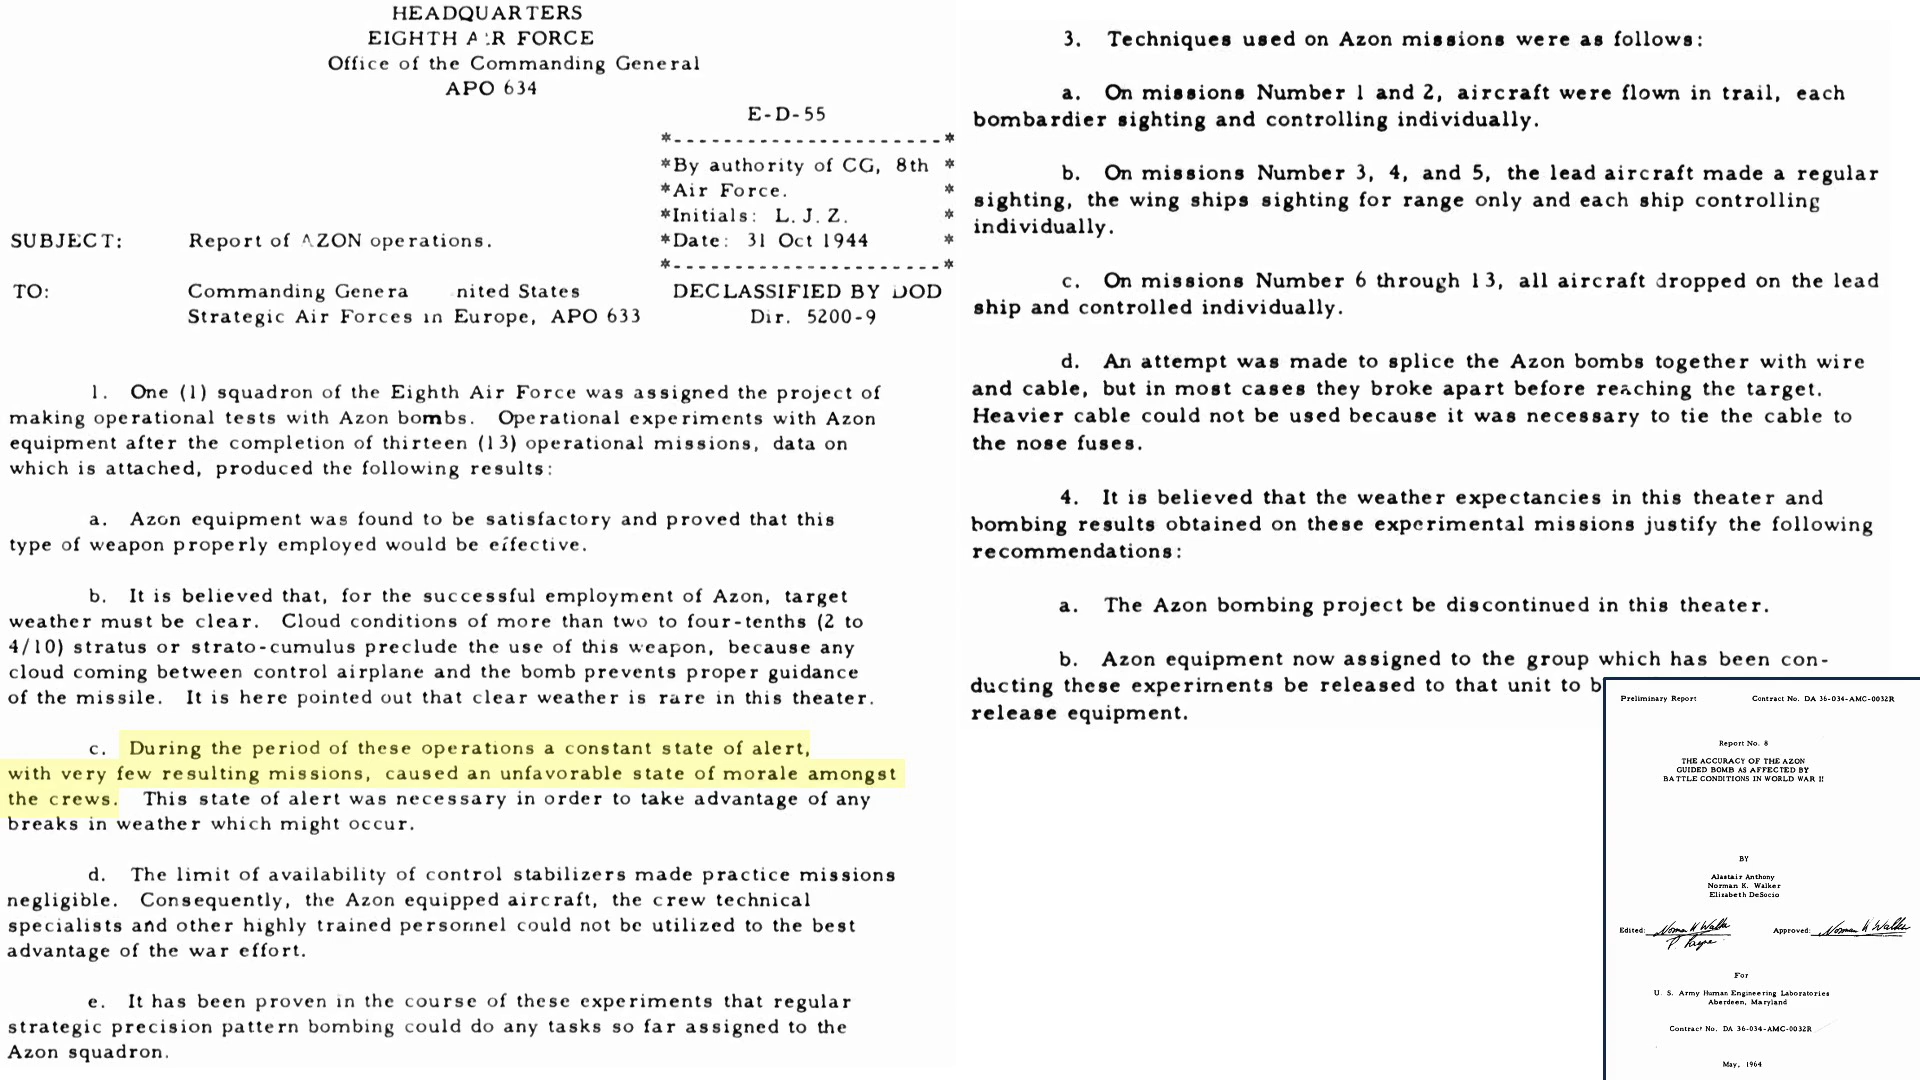 HEADQUARTERS
EIGHTH AIR FORCE
Office of the Commanding General
APO 634
E-D-55
*---------------------*
*By authority of CG, 8th *
*Air Force. *
*Initials: L. J. Z. *
*Date: 31 Oct 1944 *
*---------------------*
SUBJECT: Report of AZON operations.
TO: Commanding Genera nited States
Strategic Air Forces in Europe, APO 633
DECLASSIFIED BY DOD
Dir. 5200-9
1. One (1) squadron of the Eighth Air Force was assigned the project of
making operational tests with Azon bombs. Operational experiments with Azon
equipment after the completion of thirteen (13) operational missions, data on
which is attached, produced the following results:
a. Azon equipment was found to be satisfactory and proved that this
type of weapon properly employed would be effective.
b. It is believed that, for the successful employment of Azon, target
weather must be clear. Cloud conditions of more than two to four-tenths (2 to
4/10) stratus or strato-cumulus preclude the use of this weapon, because any
cloud coming between control airplane and the bomb prevents proper guidance
of the missile. It is here pointed out that clear weather is rare in this theater.
c. During the period of these operations a constant state of alert,
with very few resulting missions, caused an unfavorable state of morale amongst
the crews. This state of alert was necessary in order to take advantage of any
breaks in weather which might occur.
d. The limit of availability of control stabilizers made practice missions
negligible. Consequently, the Azon equipped aircraft, the crew technical
specialists and other highly trained personnel could not be utilized to the best
advantage of the war effort.
e. It has been proven in the course of these experiments that regular
strategic precision pattern bombing could do any tasks so far assigned to the
Azon squadron.
3. Techniques used on Azon missions were as follows:
a. On missions Number 1 and 2, aircraft were flown in trail, each
bombardier sighting and controlling individually.
b. On missions Number 3, 4, and 5, the lead aircraft made a regular
sighting, the wing ships sighting for range only and each ship controlling
individually.
c. On missions Number 6 through 13, all aircraft dropped on the lead
ship and controlled individually.
d. An attempt was made to splice the Azon bombs together with wire
and cable, but in most cases they broke apart before reaching the target.
Heavier cable could not be used because it was necessary to tie the cable to
the nose fuses.
4. It is believed that the weather expectancies in this theater and
bombing results obtained on these experimental missions justify the following
recommendations:
a. The Azon bombing project be discontinued in this theater.
b. Azon equipment now assigned to the group which has been con-
ducting these experiments be released to that unit to b
release equipment.
Preliminary Report Contract No. DA 36-034-AMC-0032R
Report No. 8
THE ACCURACY OF THE AZON
GUIDED BOMB AS AFFECTED BY
BATTLE CONDITIONS IN WORLD WAR II
BY
Alastair Anthony
Norman K. Walker
Elizabeth DeSocio
Edited: Norman K Walker Approved: Norman K Walker
For
U. S. Army Human Engineering Laboratories
Aberdeen, Maryland
Contract No. DA 36-034-AMC-0032R
May, 1964